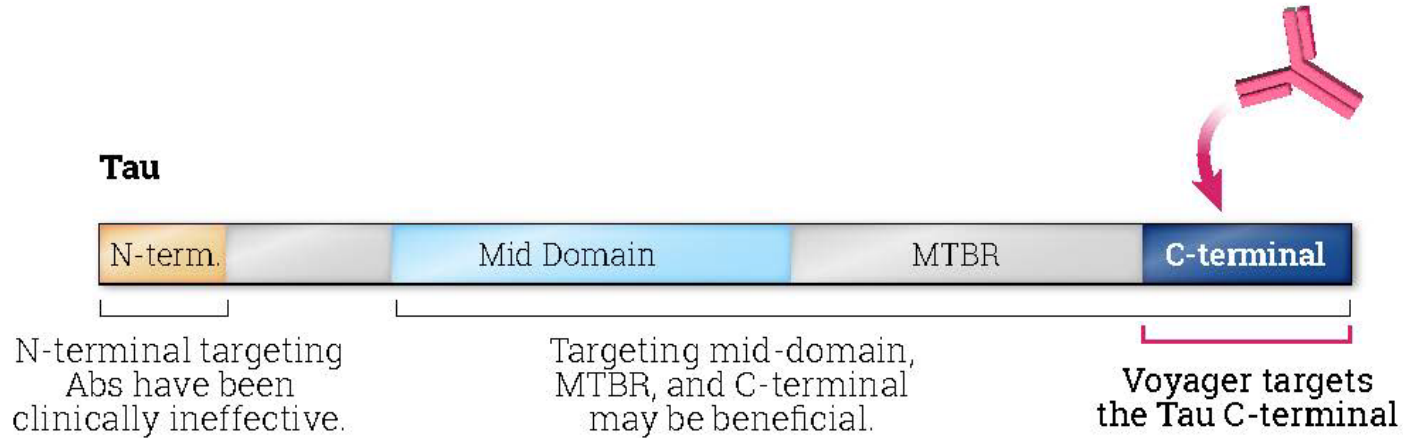 Tau
N-term.
Mid Domain
MTBR
C-terminal
N-terminal targeting
Abs have been
clinically ineffective.
Targeting mid-domain,
MTBR, and C-terminal
may be beneficial.
Voyager targets
the Tau C-terminal